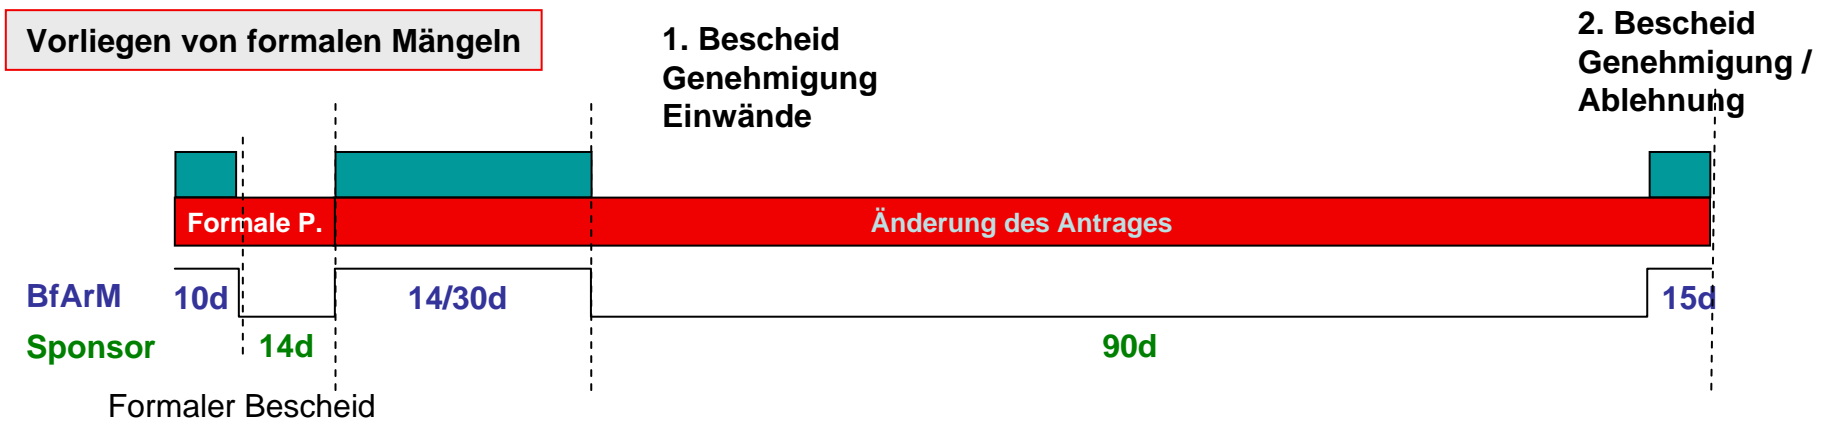 Vorliegen von formalen Mängeln
1. Bescheid
Genehmigung
Einwände
2. Bescheid
Genehmigung /
Ablehnung
Formale P.
Änderung des Antrages
BfArM
10d
14/30d
15d
Sponsor
14d
90d
Formaler Bescheid